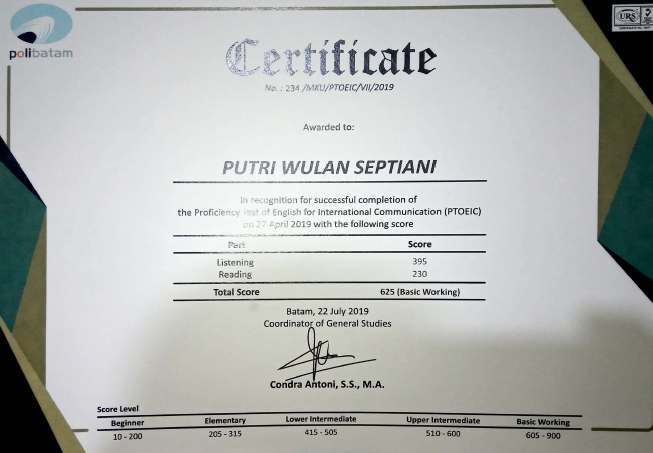 polibatam
URS
Certificate
No. : 234 /MKU/PTOEIC/VII/2019
Awarded to:
PUTRI WULAN SEPTIANI
In recognition for successful completion of
the Proficiency test of English for International Communication (PTOEIC)
on 27 April 2019 with the following score
Part Score
Listening 395
Reading 230
Total Score 625 (Basic Working)
Batam, 22 July 2019
Coordinator of General Studies
Condra Antoni, S.S., M.A.
Score Level
Beginner Elementary Lower Intermediate Upper Intermediate Basic Working
10 - 200 205 - 315 415 - 505 510 - 600 605 - 900